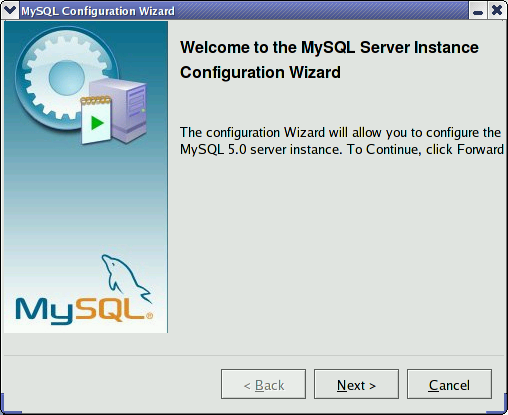 MySQL Configuration Wizard
Welcome to the MySQL Server Instance
Configuration Wizard
The configuration Wizard will allow you to configure the
MySQL 5.0 server instance. To Continue, click Forward
MySQL®
< Back
Next >
Cancel